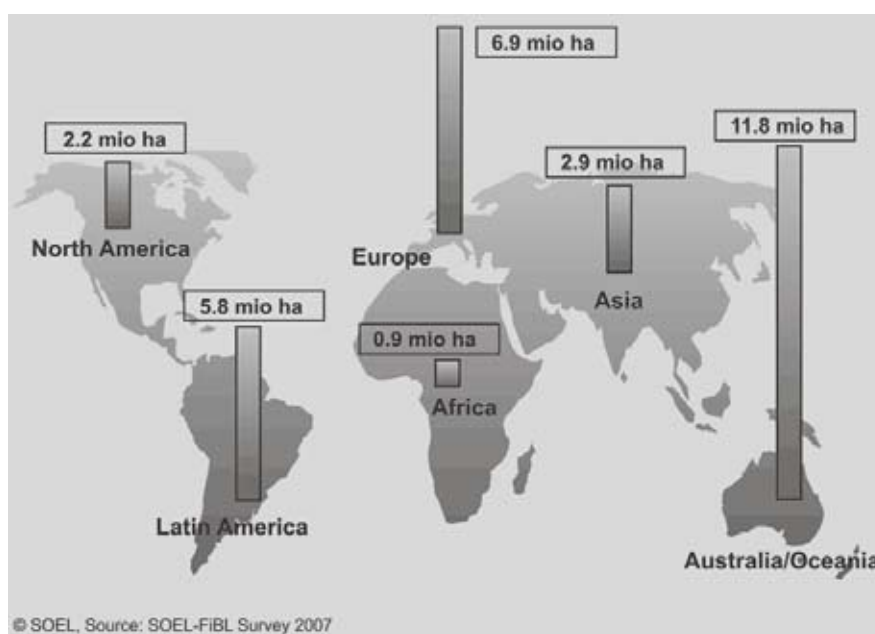 6.9 mio ha
2.2 mio ha
11.8 mio ha
2.9 mio ha
North America
Europe
5.8 mio ha
Asia
0.9 mio ha
Africa
Latin America
Australia/Oceania
© SOEL, Source: SOEL-FiBL Survey 2007